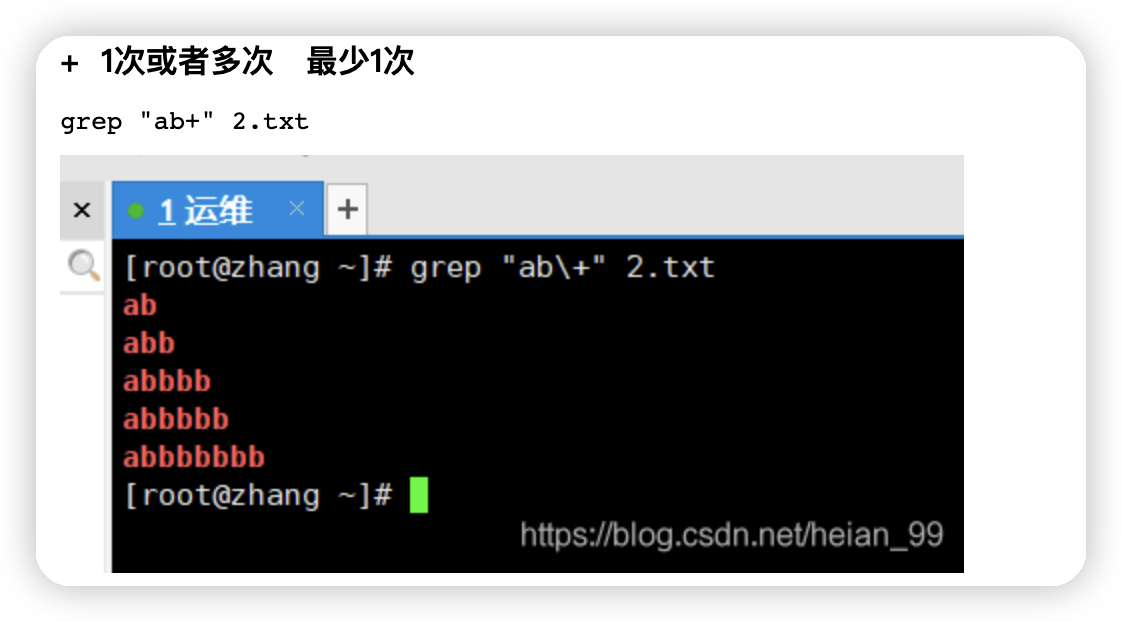 + 1次或者多次 最少1次
grep "ab+" 2.txt
× 1 运维 × +
[root@zhang ~]# grep "ab\+" 2.txt
ab
abb
abbbb
abbbbb
abbbbbbb
[root@zhang ~]#
https://blog.csdn.net/heian_99